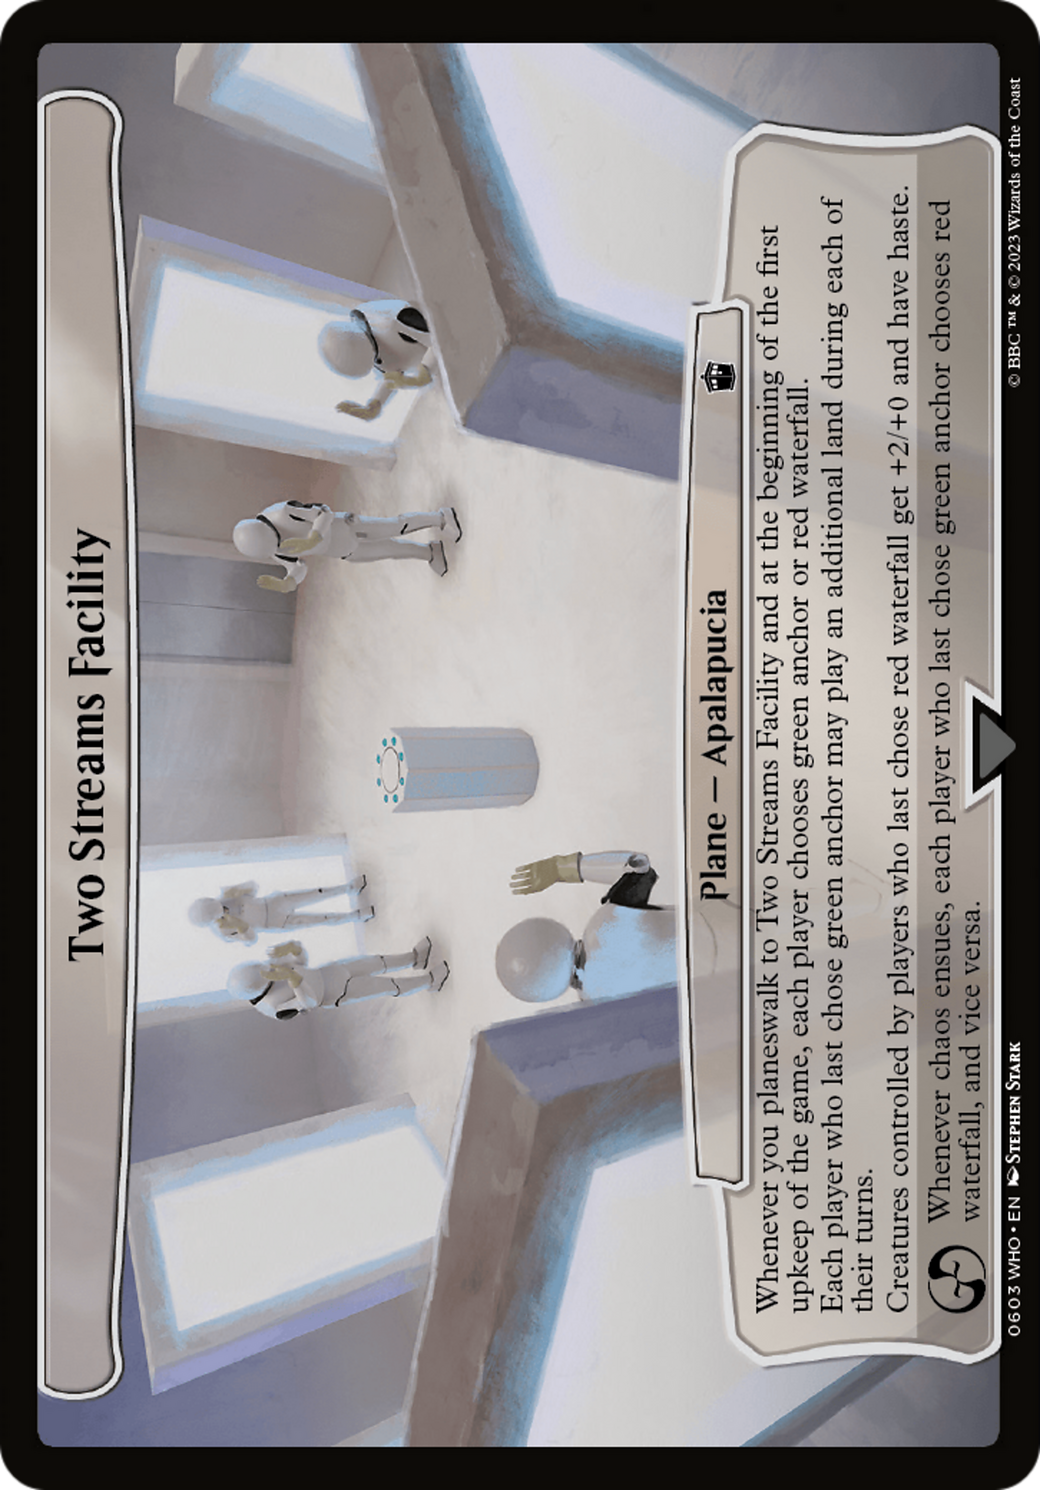 Two Streams Facility
Plane — Apalapucia
Whenever you planeswalk to Two Streams Facility and at the beginning of the first
upkeep of the game, each player chooses green anchor or red waterfall.
Each player who last chose green anchor may play an additional land during each of
their turns.
Creatures controlled by players who last chose red waterfall get +2/+0 and have haste.
Whenever chaos ensues, each player who last chose green anchor chooses red
waterfall, and vice versa.
0603 WHO • EN STEPHEN STARK
© BBC ™ & © 2023 Wizards of the Coast